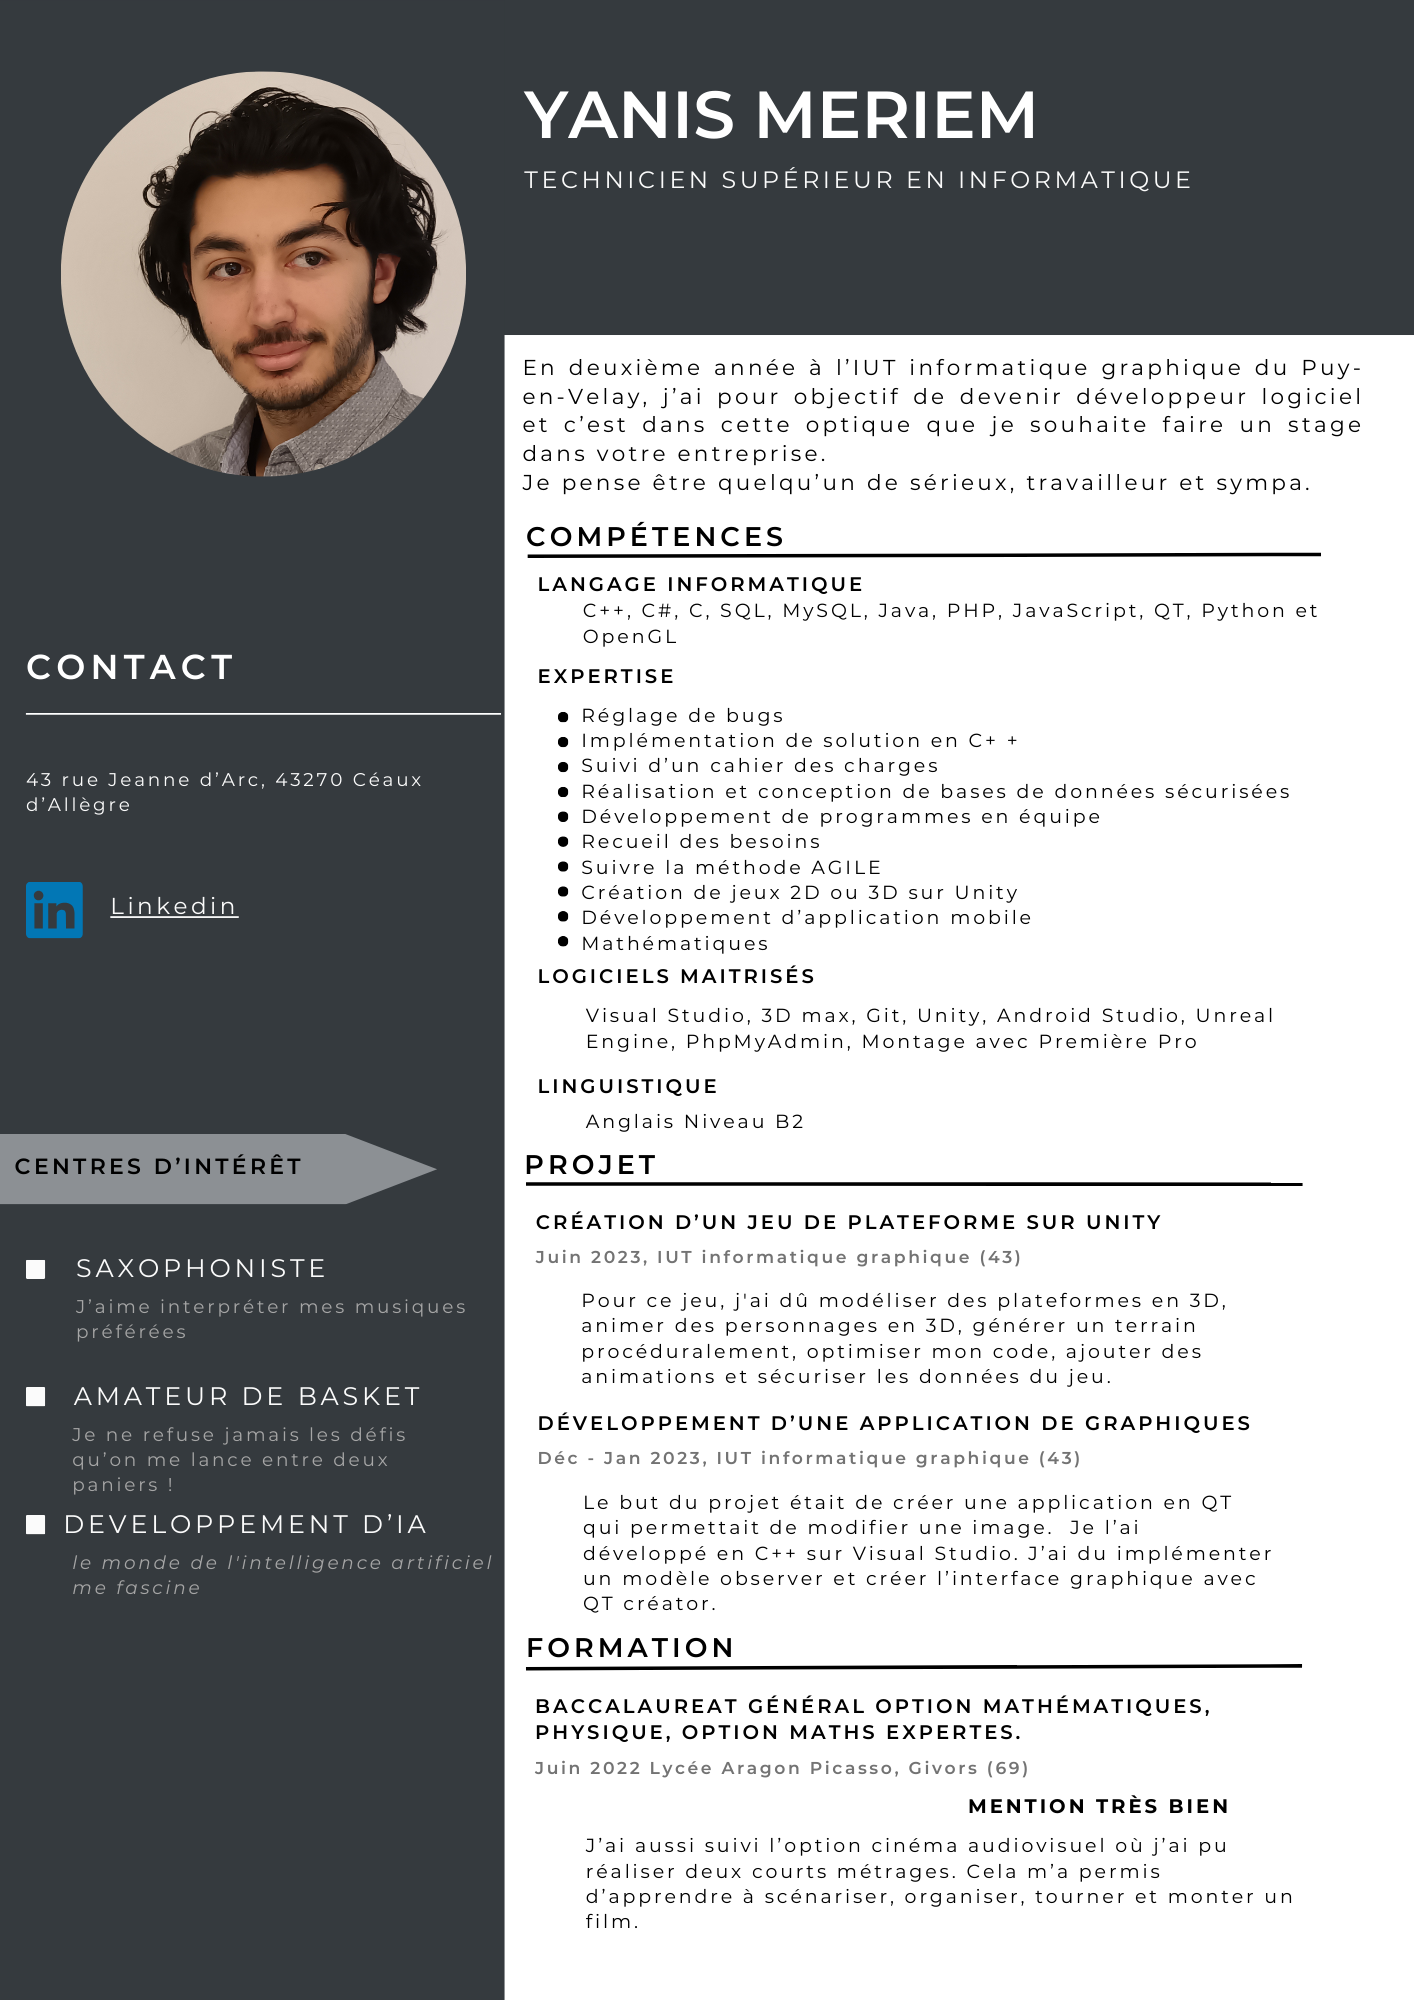 YANIS MERIEM
TECHNICIEN SUPÉRIEUR EN INFORMATIQUE
CONTACT
43 rue Jeanne d’Arc, 43270 Céaux
d’Allègre
in
Linkedin
CENTRES D’INTÉRÊT
SAXOPHONISTE
J’aime interpréter mes musiques
préférées
AMATEUR DE BASKET
Je ne refuse jamais les défis
qu’on me lance entre deux
paniers !
DEVELOPPEMENT D’IA
le monde de l'intelligence artificiel
me fascine
En deuxième année à l’IUT informatique graphique du Puy-
en-Velay, j’ai pour objectif de devenir développeur logiciel
et c’est dans cette optique que je souhaite faire un stage
dans votre entreprise.
Je pense être quelqu’un de sérieux, travailleur et sympa.
COMPÉTENCES
LANGAGE INFORMATIQUE
C++, C#, C, SQL, MySQL, Java, PHP, JavaScript, QT, Python et
OpenGL
EXPERTISE
Réglage de bugs
Implémentation de solution en C+ +
Suivi d’un cahier des charges
Réalisation et conception de bases de données sécurisées
Développement de programmes en équipe
Recueil des besoins
Suivre la méthode AGILE
Création de jeux 2D ou 3D sur Unity
Développement d’application mobile
Mathématiques
LOGICIELS MAITRISÉS
Visual Studio, 3D max, Git, Unity, Android Studio, Unreal
Engine, PhpMyAdmin, Montage avec Première Pro
LINGUISTIQUE
Anglais Niveau B2
PROJET
CRÉATION D’UN JEU DE PLATEFORME SUR UNITY
Juin 2023, IUT informatique graphique (43)
Pour ce jeu, j'ai dû modéliser des plateformes en 3D,
animer des personnages en 3D, générer un terrain
procéduralement, optimiser mon code, ajouter des
animations et sécuriser les données du jeu.
DÉVELOPPEMENT D’UNE APPLICATION DE GRAPHIQUES
Déc - Jan 2023, IUT informatique graphique (43)
Le but du projet était de créer une application en QT
qui permettait de modifier une image.  Je l’ai
développé en C++ sur Visual Studio. J’ai du implémenter
un modèle observer et créer l’interface graphique avec
QT créator.
FORMATION
BACCALAUREAT GÉNÉRAL OPTION MATHÉMATIQUES,
PHYSIQUE, OPTION MATHS EXPERTES.
Juin 2022 Lycée Aragon Picasso, Givors (69)
MENTION TRÈS BIEN
J’ai aussi suivi l’option cinéma audiovisuel où j’ai pu
réaliser deux courts métrages. Cela m’a permis
d’apprendre à scénariser, organiser, tourner et monter un
film.